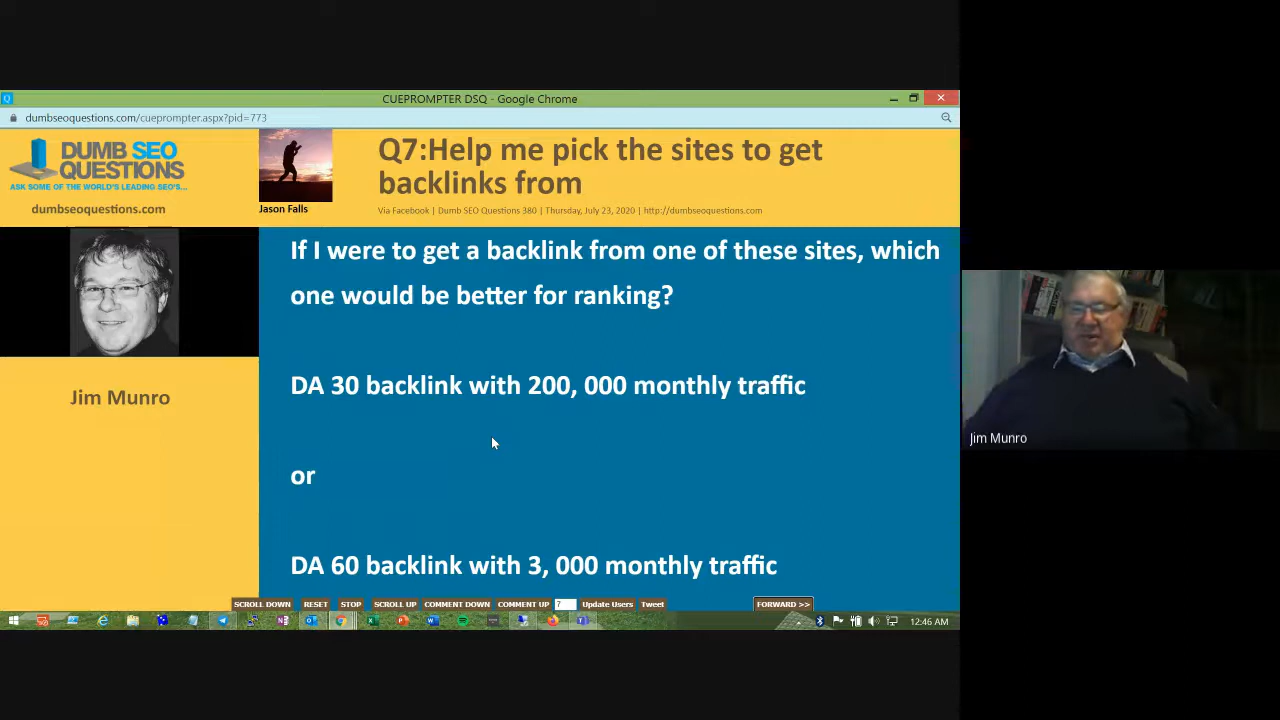 CUEPROMPTER DSQ - Google Chrome
dumbseoquestions.com/cueprompter.aspx?pid=773
DUMB SEO
QUESTIONS
ASK SOME OF THE WORLD'S LEADING SEO'S...
dumbseoquestions.com
Jason Falls
Q7:Help me pick the sites to get
backlinks from
Via Facebook | Dumb SEO Questions 380 | Thursday, July 23, 2020 | http://dumbseoquestions.com
Jim Munro
If I were to get a backlink from one of these sites, which
one would be better for ranking?
DA 30 backlink with 200, 000 monthly traffic
or
DA 60 backlink with 3, 000 monthly traffic
Jim Munro
SCROLL DOWN RESET STOP SCROLL UP COMMENT DOWN COMMENT UP 7 Update Users Tweet FORWARD >>
12:46 AM